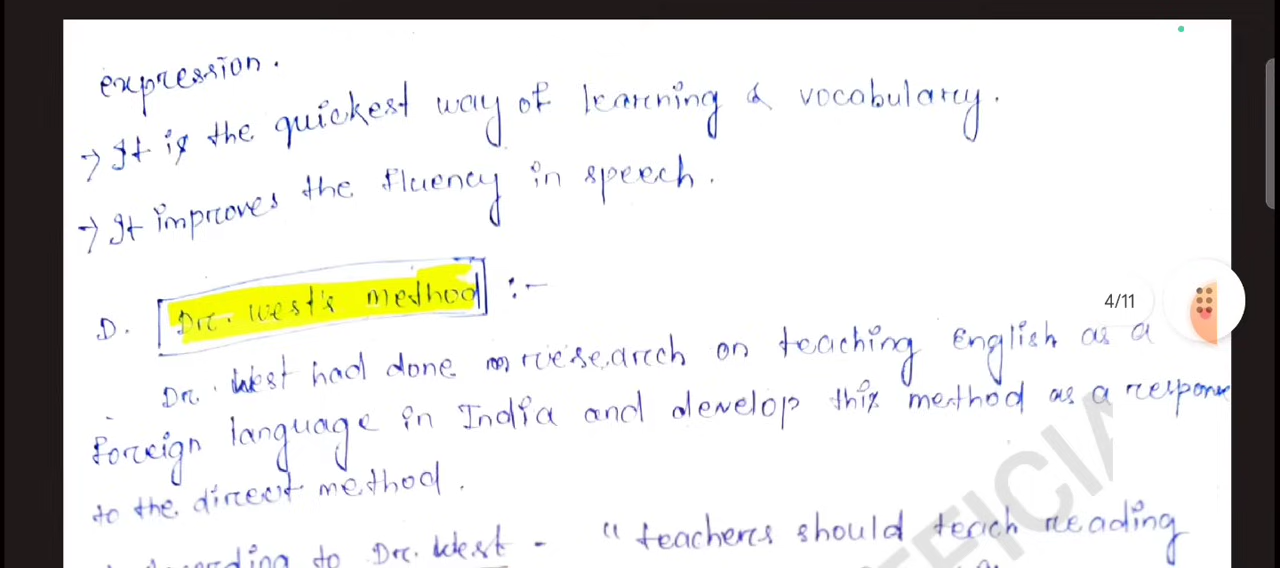 expression.
→ It is the quickest way of learning & vocabulary.
→ It improves the fluency in speech.
D. Dr. West's method :-
4/11
Dr. West had done research on teaching English as a
foreign language in India and develop this method as a respon
to the direct method.
to Dr. West - "teachers should teach reading